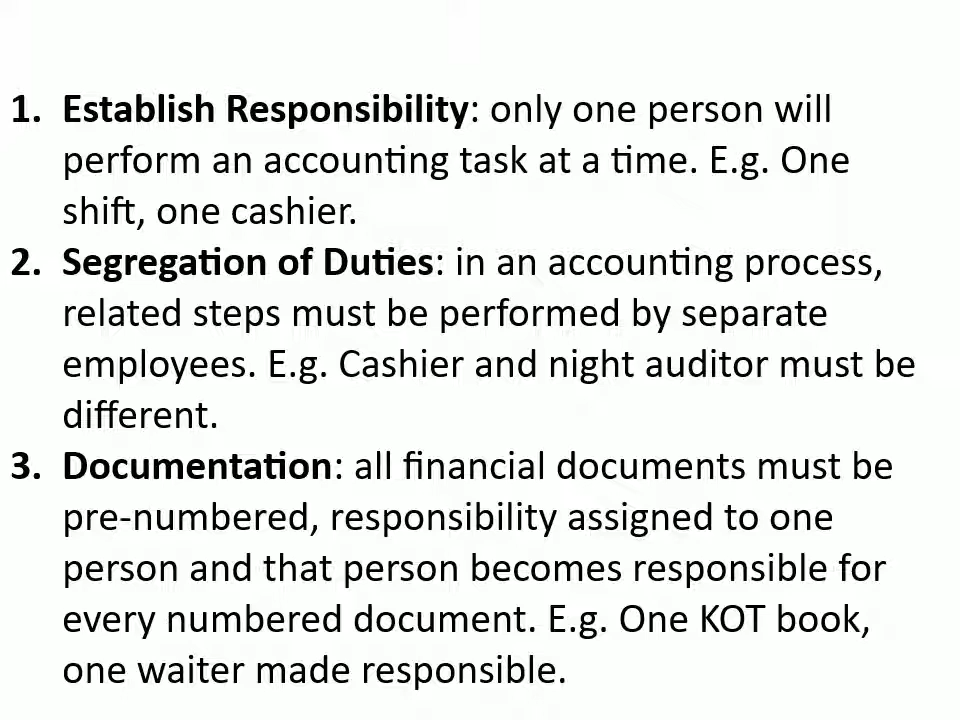 1. Establish Responsibility: only one person will
perform an accounting task at a time. E.g. One
shift, one cashier.
2. Segregation of Duties: in an accounting process,
related steps must be performed by separate
employees. E.g. Cashier and night auditor must be
different.
3. Documentation: all financial documents must be
pre-numbered, responsibility assigned to one
person and that person becomes responsible for
every numbered document. E.g. One KOT book,
one waiter made responsible.